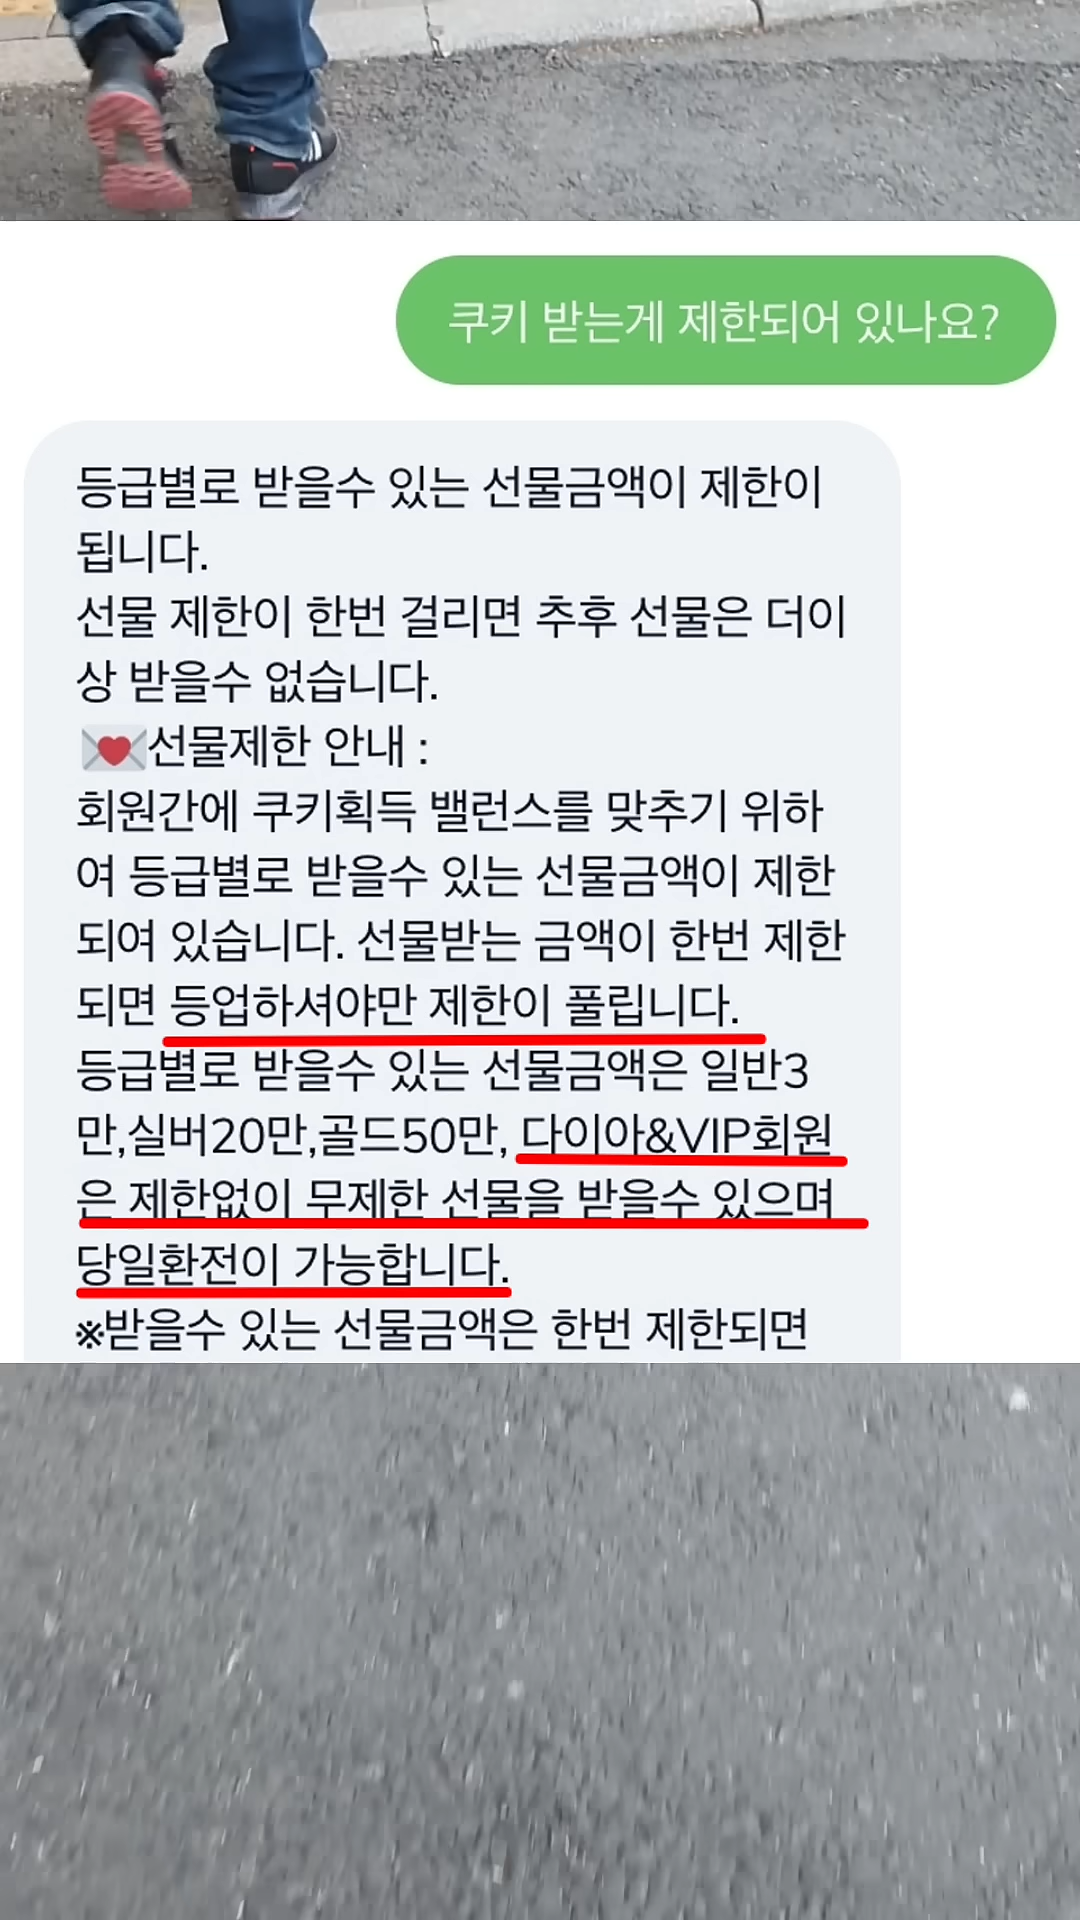 쿠키 받는게 제한되어 있나요?
등급별로 받을수 있는 선물금액이 제한이
됩니다.
선물 제한이 한번 걸리면 추후 선물은 더이
상 받을수 없습니다.
💌선물제한 안내 :
회원간에 쿠키획득 밸런스를 맞추기 위하
여 등급별로 받을수 있는 선물금액이 제한
되여 있습니다. 선물받는 금액이 한번 제한
되면 등업하셔야만 제한이 풀립니다.
등급별로 받을수 있는 선물금액은 일반3
만,실버20만,골드50만, 다이아&VIP회원
은 제한없이 무제한 선물을 받을수 있으며
당일환전이 가능합니다.
※받을수 있는 선물금액은 한번 제한되면